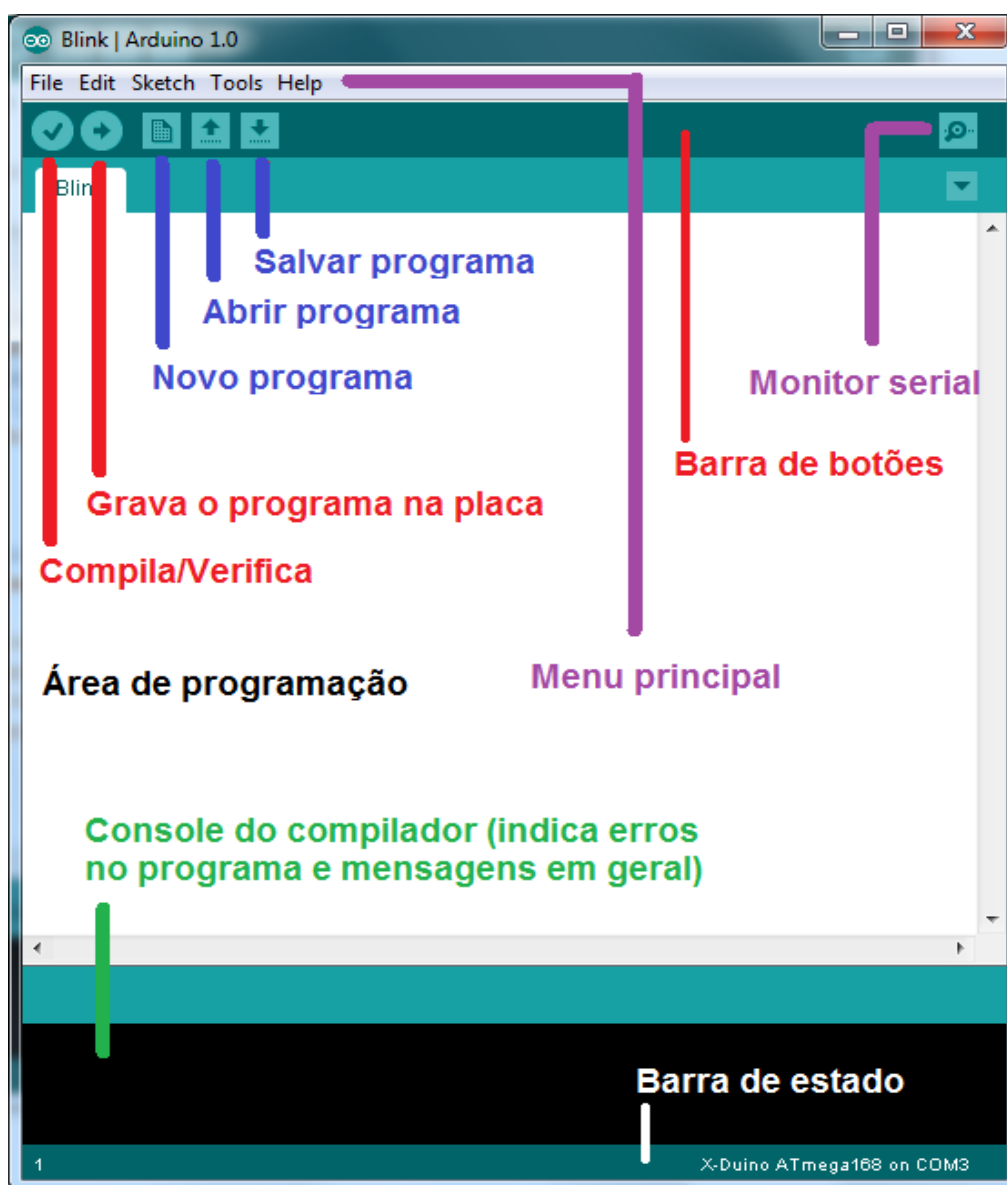 Blink | Arduino 1.0
File Edit Sketch Tools Help
Blink
Salvar programa
Abrir programa
Novo programa
Monitor serial
Barra de botões
Grava o programa na placa
Compila/Verifica
Área de programação
Menu principal
Console do compilador (indica erros
no programa e mensagens em geral)
Barra de estado
1
X-Duino ATmega168 on COM3